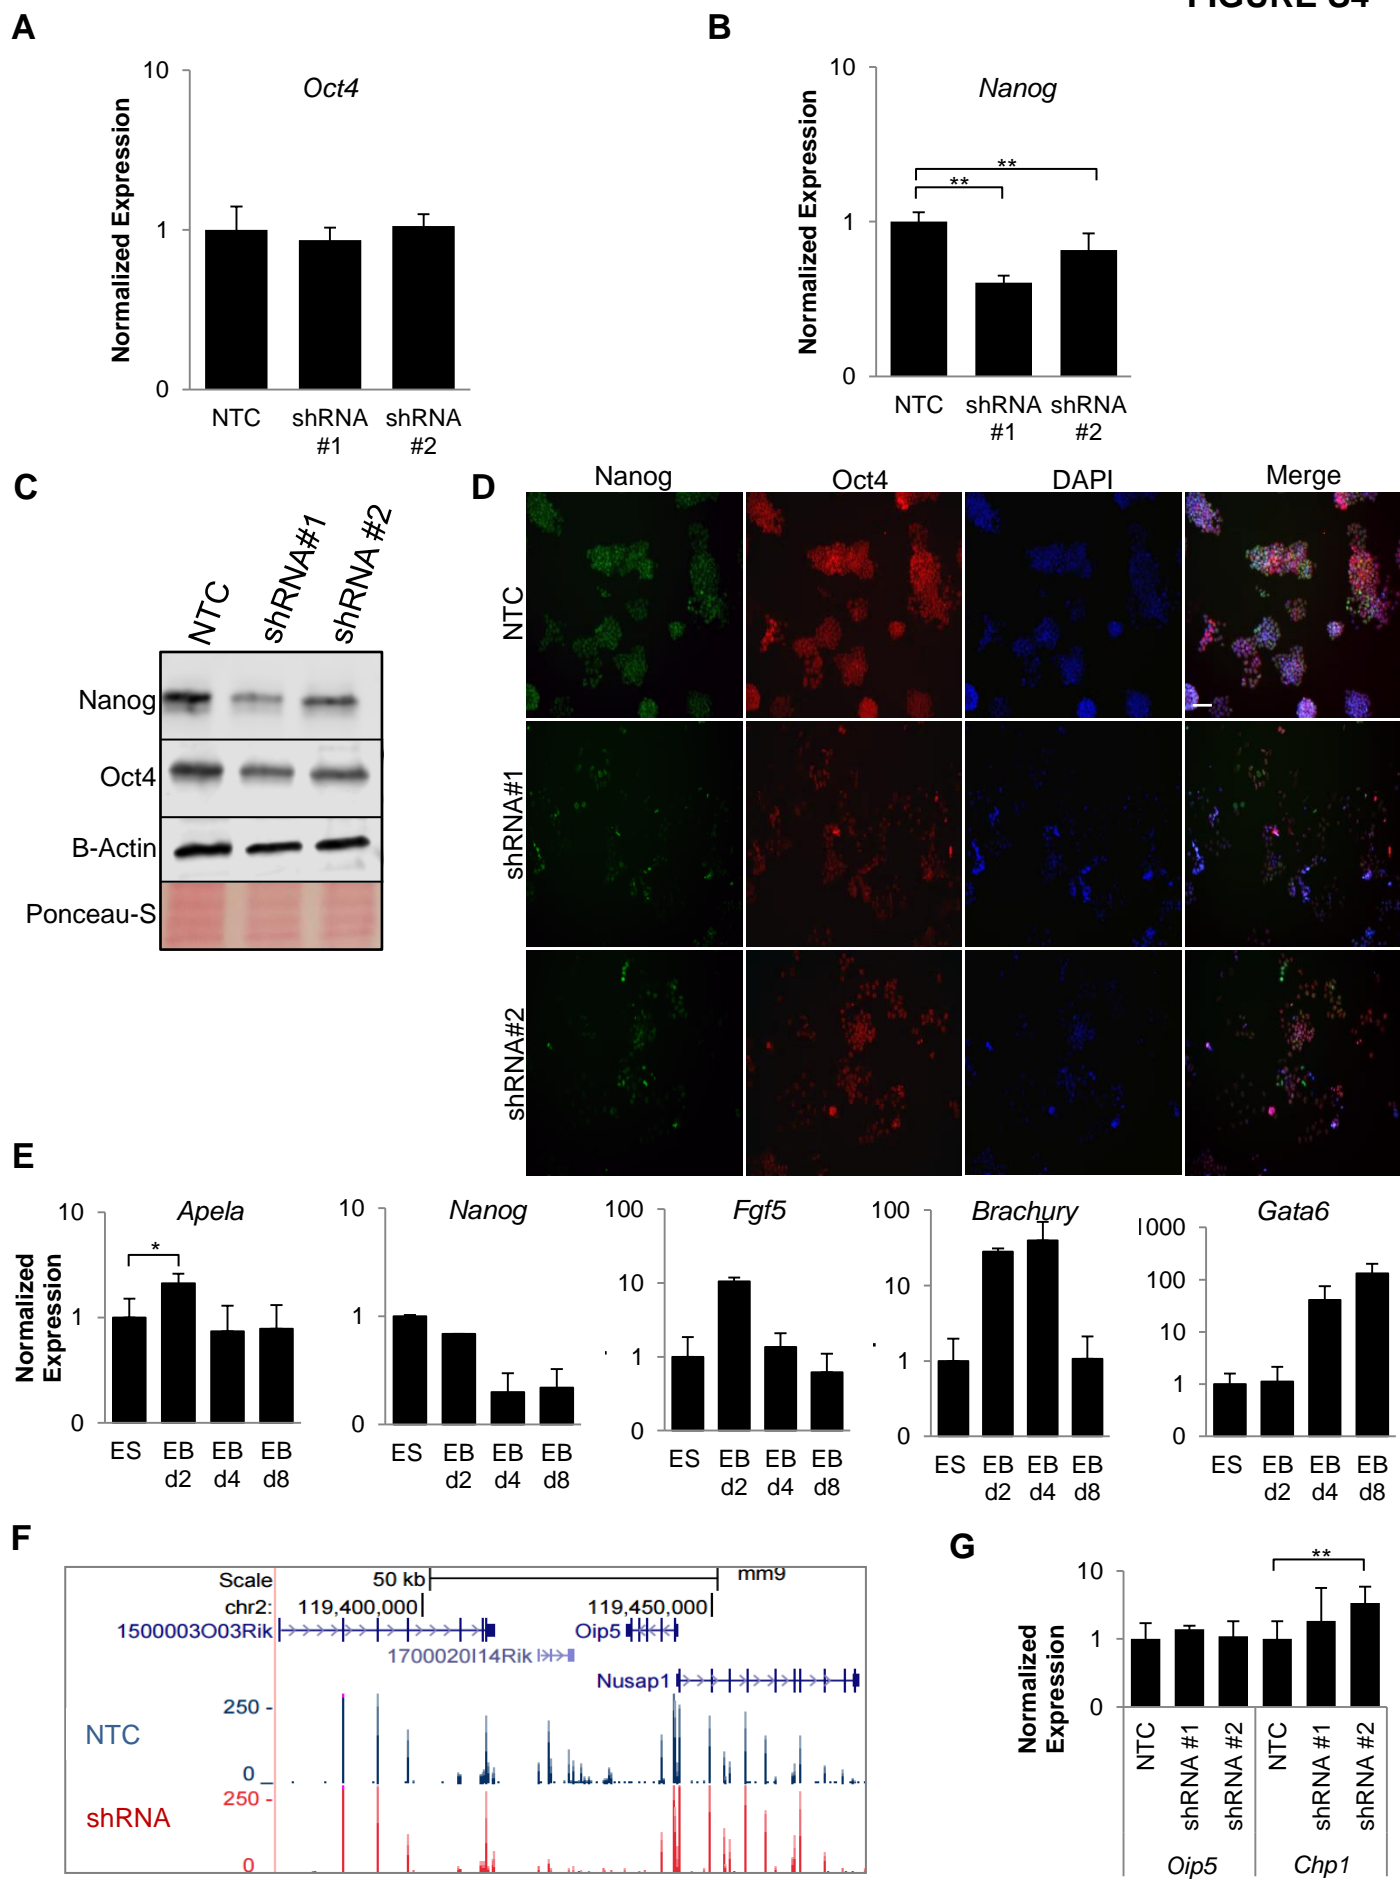 FIGURE S4
A
B
10
Oct4
Normalized Expression
1
0
NTC
shRNA #1
shRNA #2
10
Nanog
Normalized Expression
**
**
1
0
NTC
shRNA #1
shRNA #2
C
NTC
shRNA#1
shRNA #2
Nanog
Oct4
B-Actin
Ponceau-S
D
Nanog
Oct4
DAPI
Merge
NTC
shRNA#1
shRNA#2
E
Normalized Expression
10
Apela
*
1
0
ES
EB d2
EB d4
EB d8
10
Nanog
1
0
ES
EB d2
EB d4
EB d8
100
Fgf5
10
1
0
ES
EB d2
EB d4
EB d8
100
Brachury
10
1
0
ES
EB d2
EB d4
EB d8
1000
Gata6
100
10
1
0
ES
EB d2
EB d4
EB d8
F
Scale
50 kb
mm9
chr2:
119,400,000
119,450,000
1500003O03Rik
Oip5
1700020I14Rik
Nusap1
250
NTC
0
250
shRNA
0
G
Normalized Expression
10
**
1
0
NTC
shRNA #1
shRNA #2
NTC
shRNA #1
shRNA #2
Oip5
Chp1